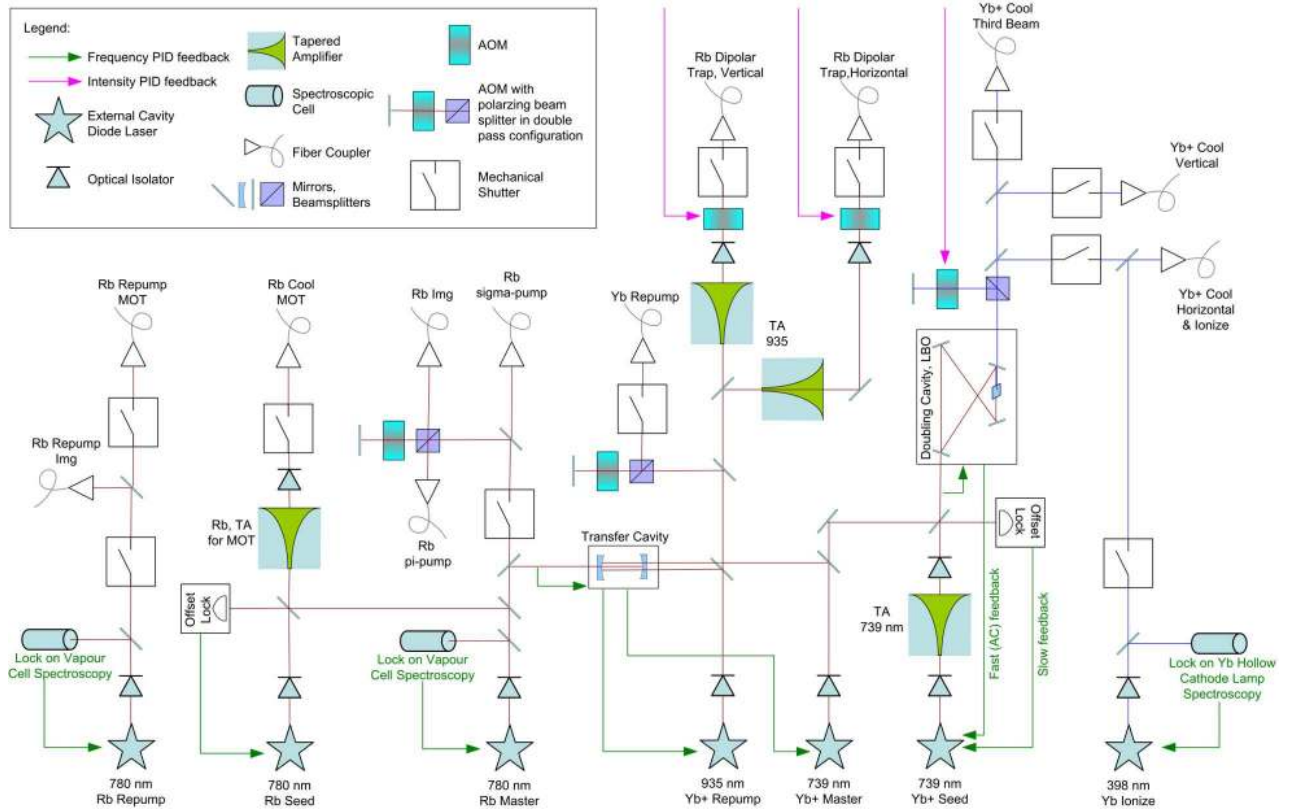 Legend:
Frequency PID feedback
Intensity PID feedback
External Cavity
Diode Laser
Optical Isolator
Tapered
Amplifier
Spectroscopic
Cell
Fiber Coupler
Mirrors,
Beamsplitters
AOM
AOM with
polarzing beam
splitter in double
pass configuration
Mechanical
Shutter
Rb Dipolar
Trap, Vertical
Rb Dipolar
Trap,Horizontal
Yb+ Cool
Third Beam
Yb+ Cool
Vertical
Yb+ Cool
Horizontal
& Ionize
Rb Repump
MOT
Rb Cool
MOT
Rb Img
Rb
sigma-pump
Yb Repump
TA
935
Doubling Cavity, LBO
Rb Repump
Img
Rb, TA
for MOT
Rb
pi-pump
Transfer Cavity
Offset
Lock
Offset
Lock
TA
739 nm
Fast (AC) feedback
Slow feedback
Lock on Vapour
Cell Spectroscopy
Lock on Vapour
Cell Spectroscopy
Lock on Yb Hollow
Cathode Lamp
Spectroscopy
780 nm
Rb Repump
780 nm
Rb Seed
780 nm
Rb Master
935 nm
Yb+ Repump
739 nm
Yb+ Master
739 nm
Yb+ Seed
398 nm
Yb Ionize